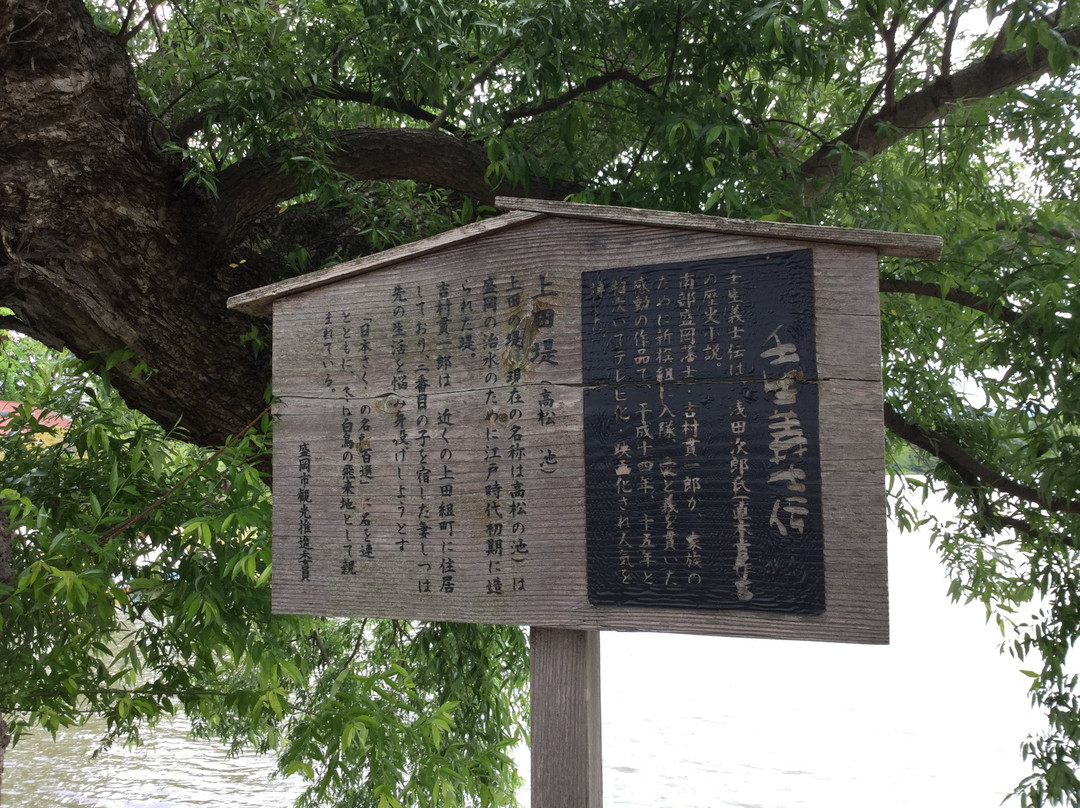 壬生義士伝
壬生義士伝は、浅田次郎氏（直木賞作家）
の歴史小説。
南部盛岡藩士 吉村貫一郎が、家族の
ために新撰組に入隊、愛と義を貫いた
感動の作品で、平成十四年、十五年と
相次いでテレビ化、映画化され人気を
博した。
上田堤（高松の池）
上田の堤（現在の名称は高松の池）は
盛岡の治水のために江戸時代初期に造
られた堤。
吉村貫一郎は、近くの上田組町に住居
しており、二番目の子を宿した妻しづは
先の生活を悩み身投げしようとす
「日本さくらの名所百選」に名を連
ねるとともに、冬は白鳥の飛来地として親
まれている。
盛岡市観光推進委員